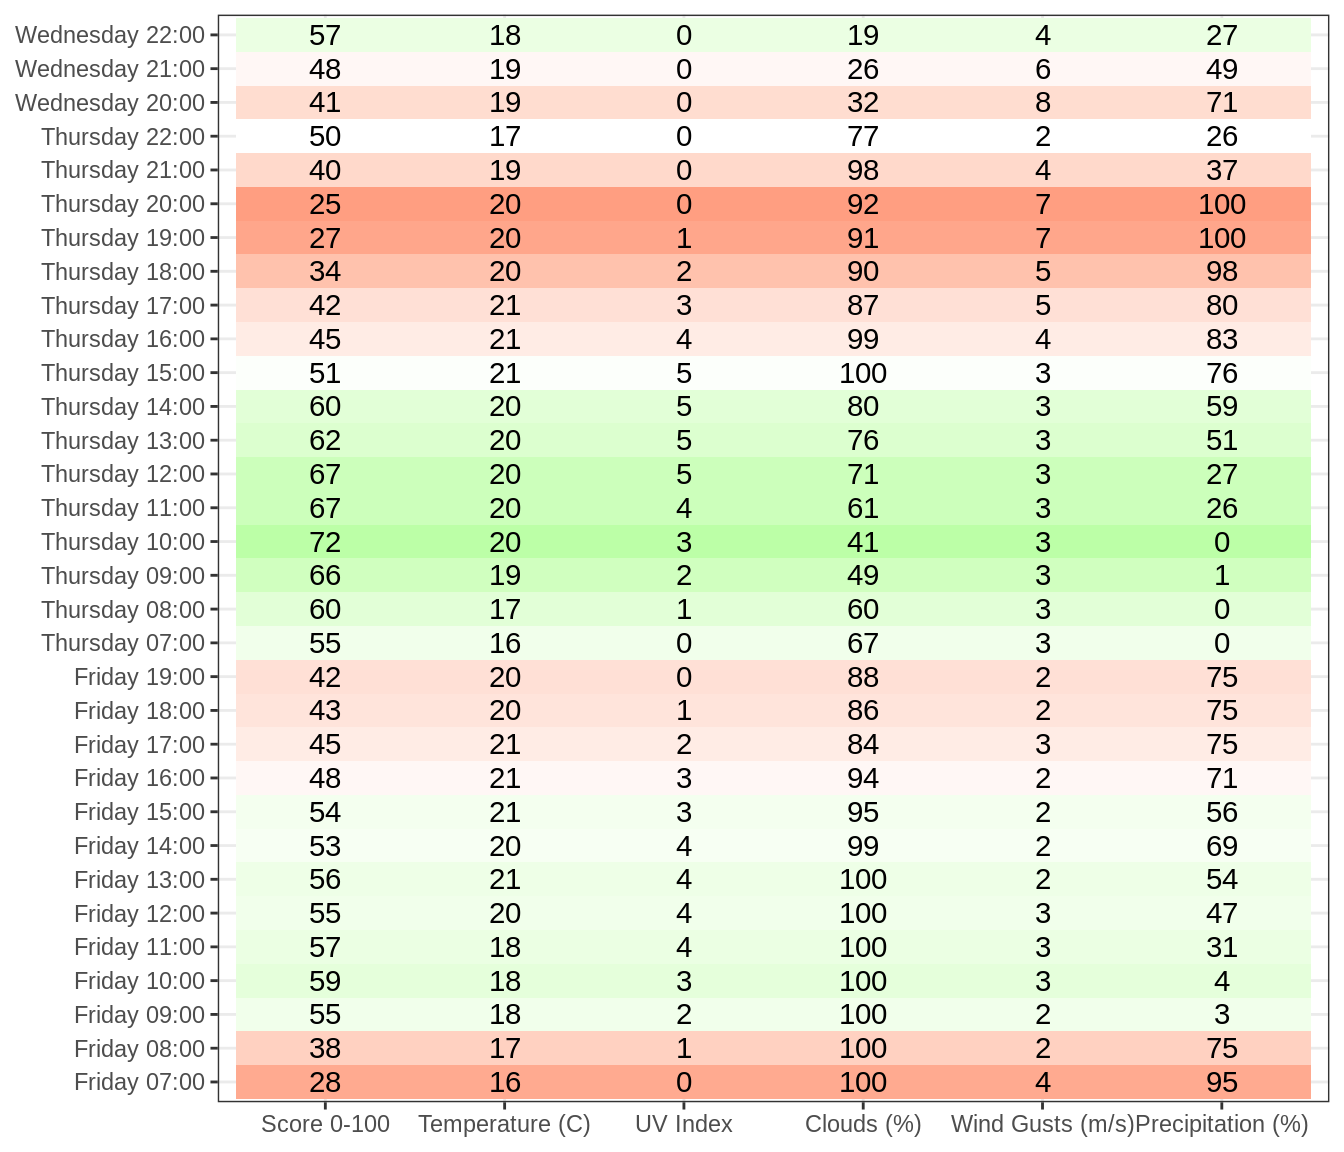 Wednesday 22:00 57 18 0 19 4 27
Wednesday 21:00 48 19 0 26 6 49
Wednesday 20:00 41 19 0 32 8 71
Thursday 22:00 50 17 0 77 2 26
Thursday 21:00 40 19 0 98 4 37
Thursday 20:00 25 20 0 92 7 100
Thursday 19:00 27 20 1 91 7 100
Thursday 18:00 34 20 2 90 5 98
Thursday 17:00 42 21 3 87 5 80
Thursday 16:00 45 21 4 99 4 83
Thursday 15:00 51 21 5 100 3 76
Thursday 14:00 60 20 5 80 3 59
Thursday 13:00 62 20 5 76 3 51
Thursday 12:00 67 20 5 71 3 27
Thursday 11:00 67 20 4 61 3 26
Thursday 10:00 72 20 3 41 3 0
Thursday 09:00 66 19 2 49 3 1
Thursday 08:00 60 17 1 60 3 0
Thursday 07:00 55 16 0 67 3 0
Friday 19:00 42 20 0 88 2 75
Friday 18:00 43 20 1 86 2 75
Friday 17:00 45 21 2 84 3 75
Friday 16:00 48 21 3 94 2 71
Friday 15:00 54 21 3 95 2 56
Friday 14:00 53 20 4 99 2 69
Friday 13:00 56 21 4 100 2 54
Friday 12:00 55 20 4 100 3 47
Friday 11:00 57 18 4 100 3 31
Friday 10:00 59 18 3 100 3 4
Friday 09:00 55 18 2 100 2 3
Friday 08:00 38 17 1 100 2 75
Friday 07:00 28 16 0 100 4 95
Score 0-100 Temperature (C) UV Index Clouds (%) Wind Gusts (m/s) Precipitation (%)